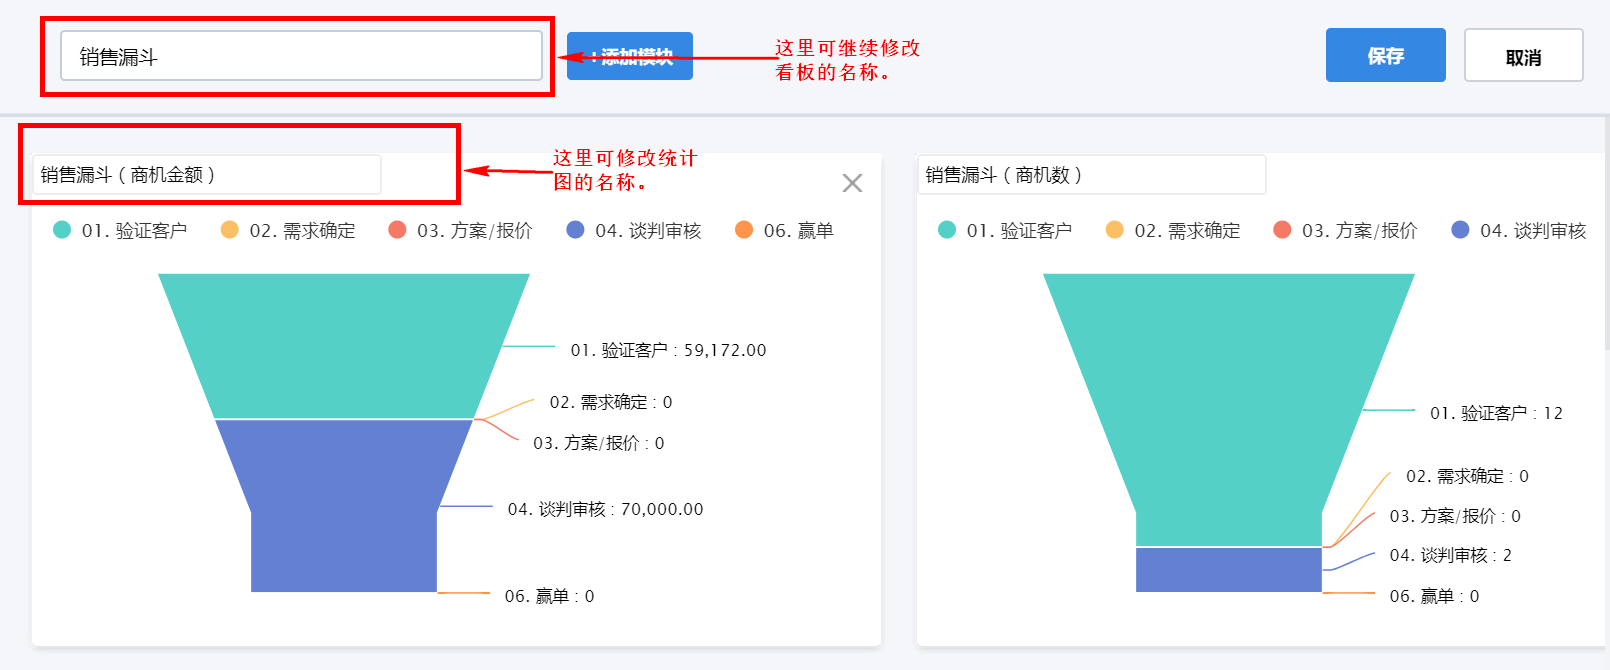 销售漏斗
+添加模块
这里可继续修改
看板的名称。
保存
取消
销售漏斗（商机金额）
这里可修改统计
图的名称。
01. 验证客户
02. 需求确定
03. 方案/报价
04. 谈判审核
06. 赢单
01. 验证客户 : 59,172.00
02. 需求确定 : 0
03. 方案/报价 : 0
04. 谈判审核 : 70,000.00
06. 赢单 : 0
销售漏斗（商机数）
01. 验证客户
02. 需求确定
03. 方案/报价
04. 谈判审核
01. 验证客户 : 12
02. 需求确定 : 0
03. 方案/报价 : 0
04. 谈判审核 : 2
06. 赢单 : 0